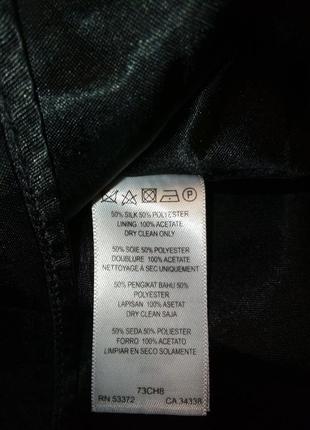 P
50% SILK 50% POLYESTER
LINING 100% ACETATE
DRY CLEAN ONLY
50% SOIE 50% POLYESTER
DOUBLURE 100% ACETATE
NETTOYAGE À SEC UNIQUEMENT
50% PENGIKAT BAHU 50%
POLYESTER
LAPISAN 100% ASETAT
DRY CLEAN SAJA
50% SEDA 50% POLIESTER
FORRO 100% ACETATO
LIMPIAR EN SECO SOLAMENTE
73CH8
RN 53372 CA 34338